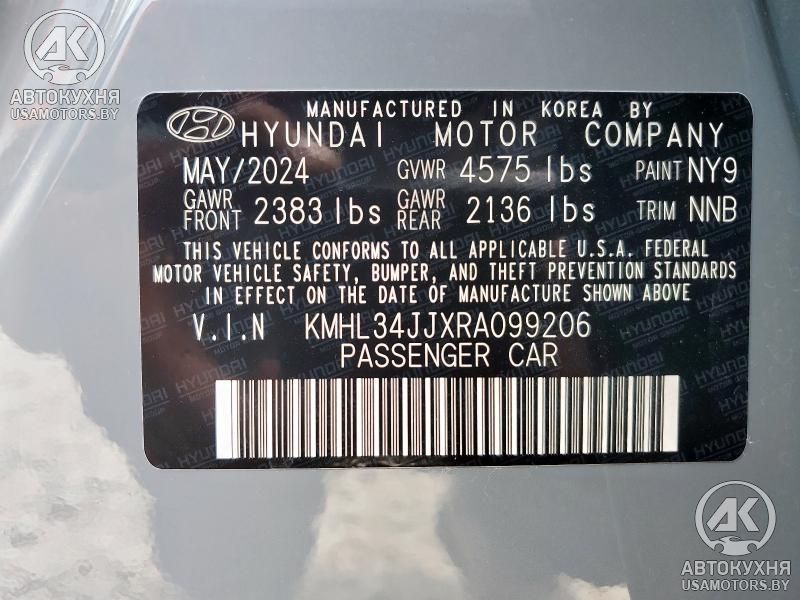 АК
АВТОКУХНЯ
USAMOTORS.BY
MANUFACTURED IN KOREA BY
HYUNDAI MOTOR COMPANY
MAY/2024 GVWR 4575 lbs PAINT NY9
GAWR FRONT 2383 lbs GAWR REAR 2136 lbs TRIM NNB
THIS VEHICLE CONFORMS TO ALL APPLICABLE U.S.A. FEDERAL
MOTOR VEHICLE SAFETY, BUMPER, AND THEFT PREVENTION STANDARDS
IN EFFECT ON THE DATE OF MANUFACTURE SHOWN ABOVE
V.I.N KMHL34JJXRA099206
PASSENGER CAR
АК
АВТОКУХНЯ
USAMOTORS.BY